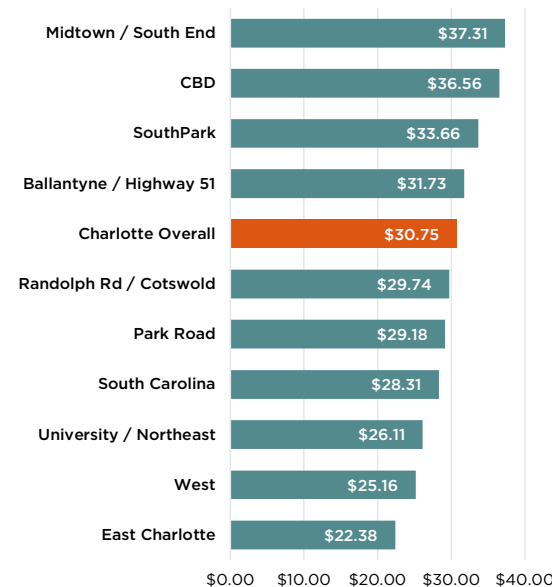 Midtown / South End $37.31
CBD $36.56
SouthPark $33.66
Ballantyne / Highway 51 $31.73
Charlotte Overall $30.75
Randolph Rd / Cotswold $29.74
Park Road $29.18
South Carolina $28.31
University / Northeast $26.11
West $25.16
East Charlotte $22.38
$0.00 $10.00 $20.00 $30.00 $40.00